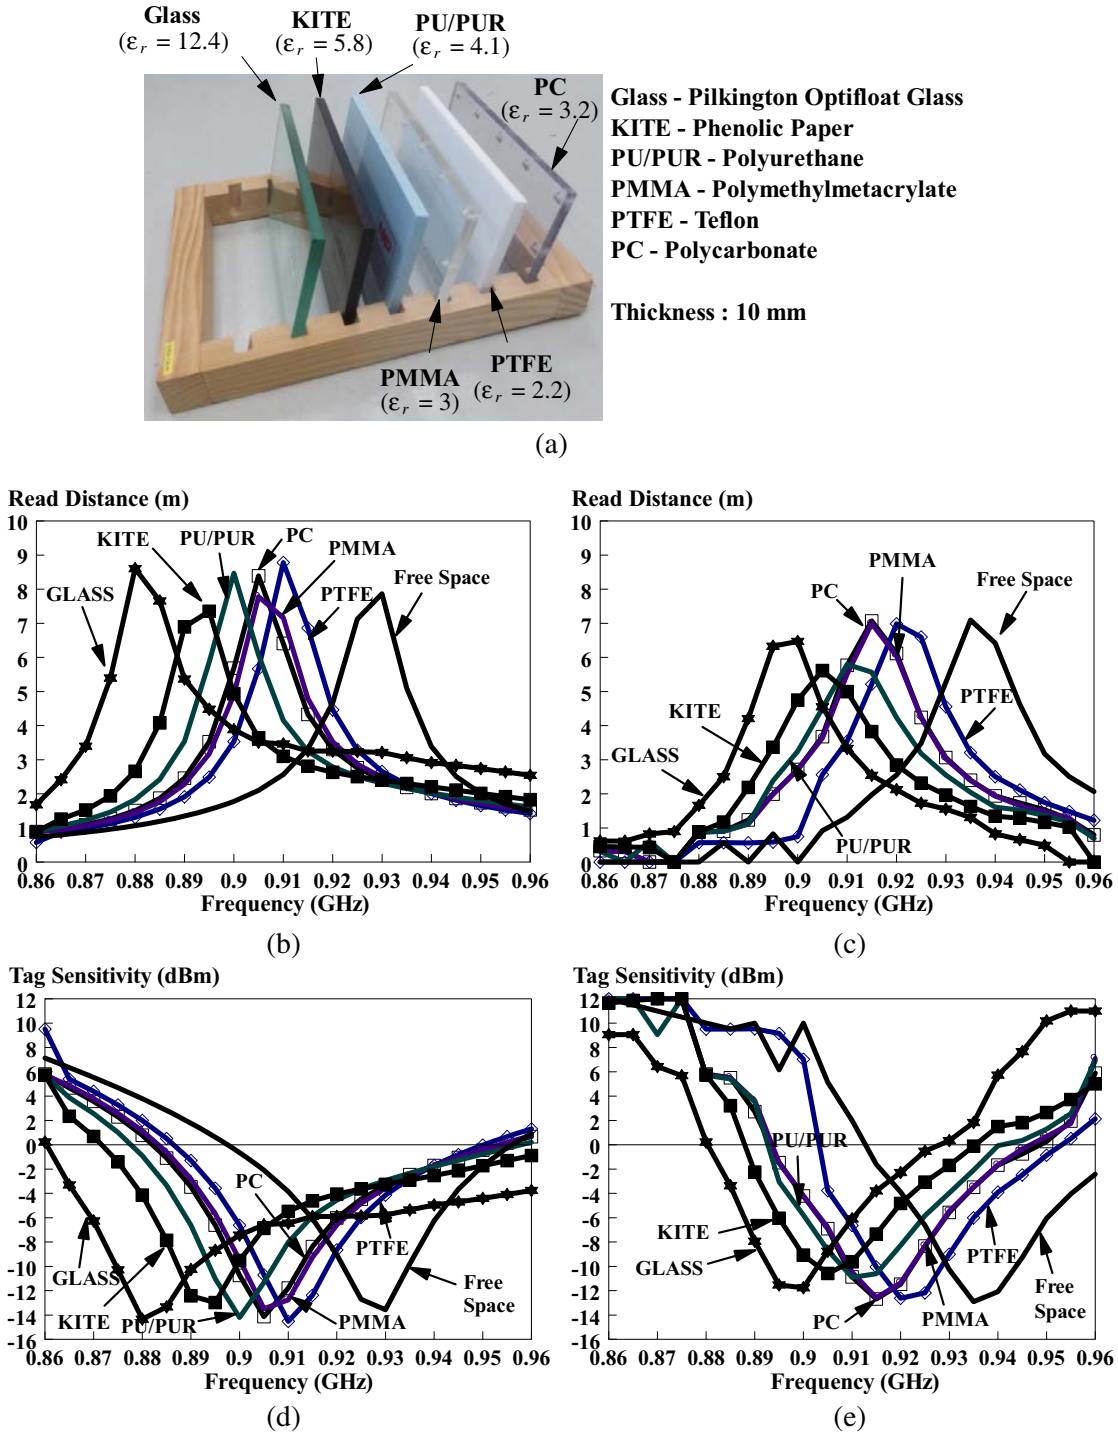 Glass
(ε_r = 12.4)
KITE
(ε_r = 5.8)
PU/PUR
(ε_r = 4.1)
PC
(ε_r = 3.2)
PMMA
(ε_r = 3)
PTFE
(ε_r = 2.2)
Glass - Pilkington Optifloat Glass
KITE - Phenolic Paper
PU/PUR - Polyurethane
PMMA - Polymethylmetacrylate
PTFE - Teflon
PC - Polycarbonate
Thickness : 10 mm
(a)
Read Distance (m)
10
9
8
7
6
5
4
3
2
1
0
GLASS
KITE
PU/PUR
PC
PMMA
PTFE
Free Space
0.86 0.87 0.88 0.89 0.9 0.91 0.92 0.93 0.94 0.95 0.96
Frequency (GHz)
(b)
Read Distance (m)
10
9
8
7
6
5
4
3
2
1
0
GLASS
KITE
PC
PMMA
Free Space
PTFE
PU/PUR
0.86 0.87 0.88 0.89 0.9 0.91 0.92 0.93 0.94 0.95 0.96
Frequency (GHz)
(c)
Tag Sensitivity (dBm)
12
10
8
6
4
2
0
-2
-4
-6
-8
-10
-12
-14
-16
PC
PTFE
GLASS
KITE
PU/PUR
PMMA
Free
Space
0.86 0.87 0.88 0.89 0.9 0.91 0.92 0.93 0.94 0.95 0.96
Frequency (GHz)
(d)
Tag Sensitivity (dBm)
12
10
8
6
4
2
0
-2
-4
-6
-8
-10
-12
-14
-16
PU/PUR
KITE
GLASS
PTFE
PC
PMMA
Free
Space
0.86 0.87 0.88 0.89 0.9 0.91 0.92 0.93 0.94 0.95 0.96
Frequency (GHz)
(e)